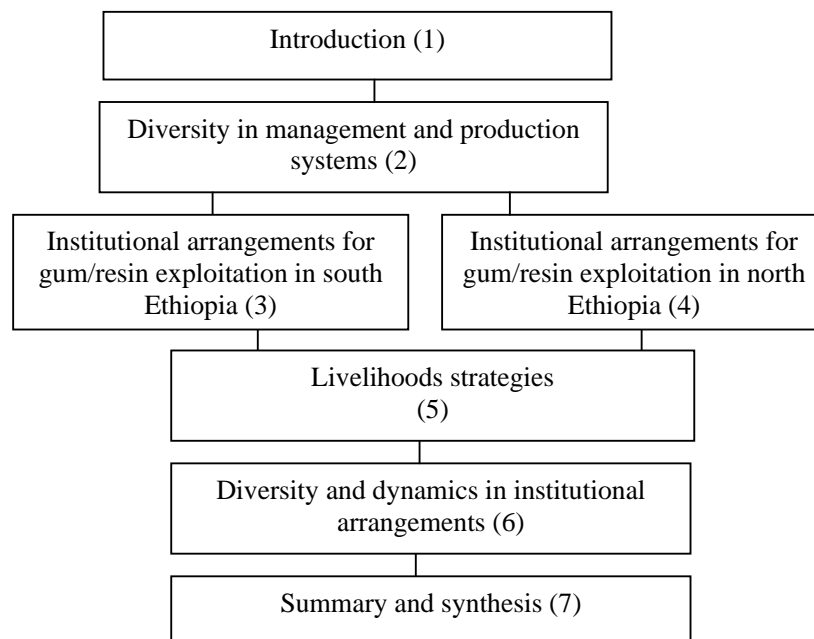 Introduction (1)
Diversity in management and production
systems (2)
Institutional arrangements for
gum/resin exploitation in south
Ethiopia (3)
Institutional arrangements for
gum/resin exploitation in north
Ethiopia (4)
Livelihoods strategies
(5)
Diversity and dynamics in institutional
arrangements (6)
Summary and synthesis (7)